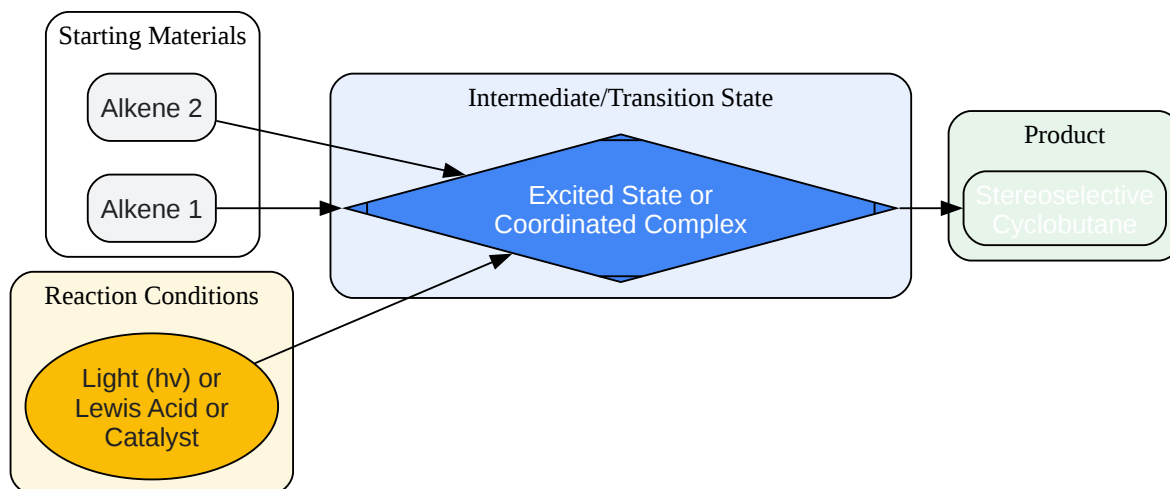 Starting Materials
Alkene 2
Alkene 1
Reaction Conditions
Light (hv) or
Lewis Acid or
Catalyst
Intermediate/Transition State
Excited State or
Coordinated Complex
Product
Stereoselective
Cyclobutane